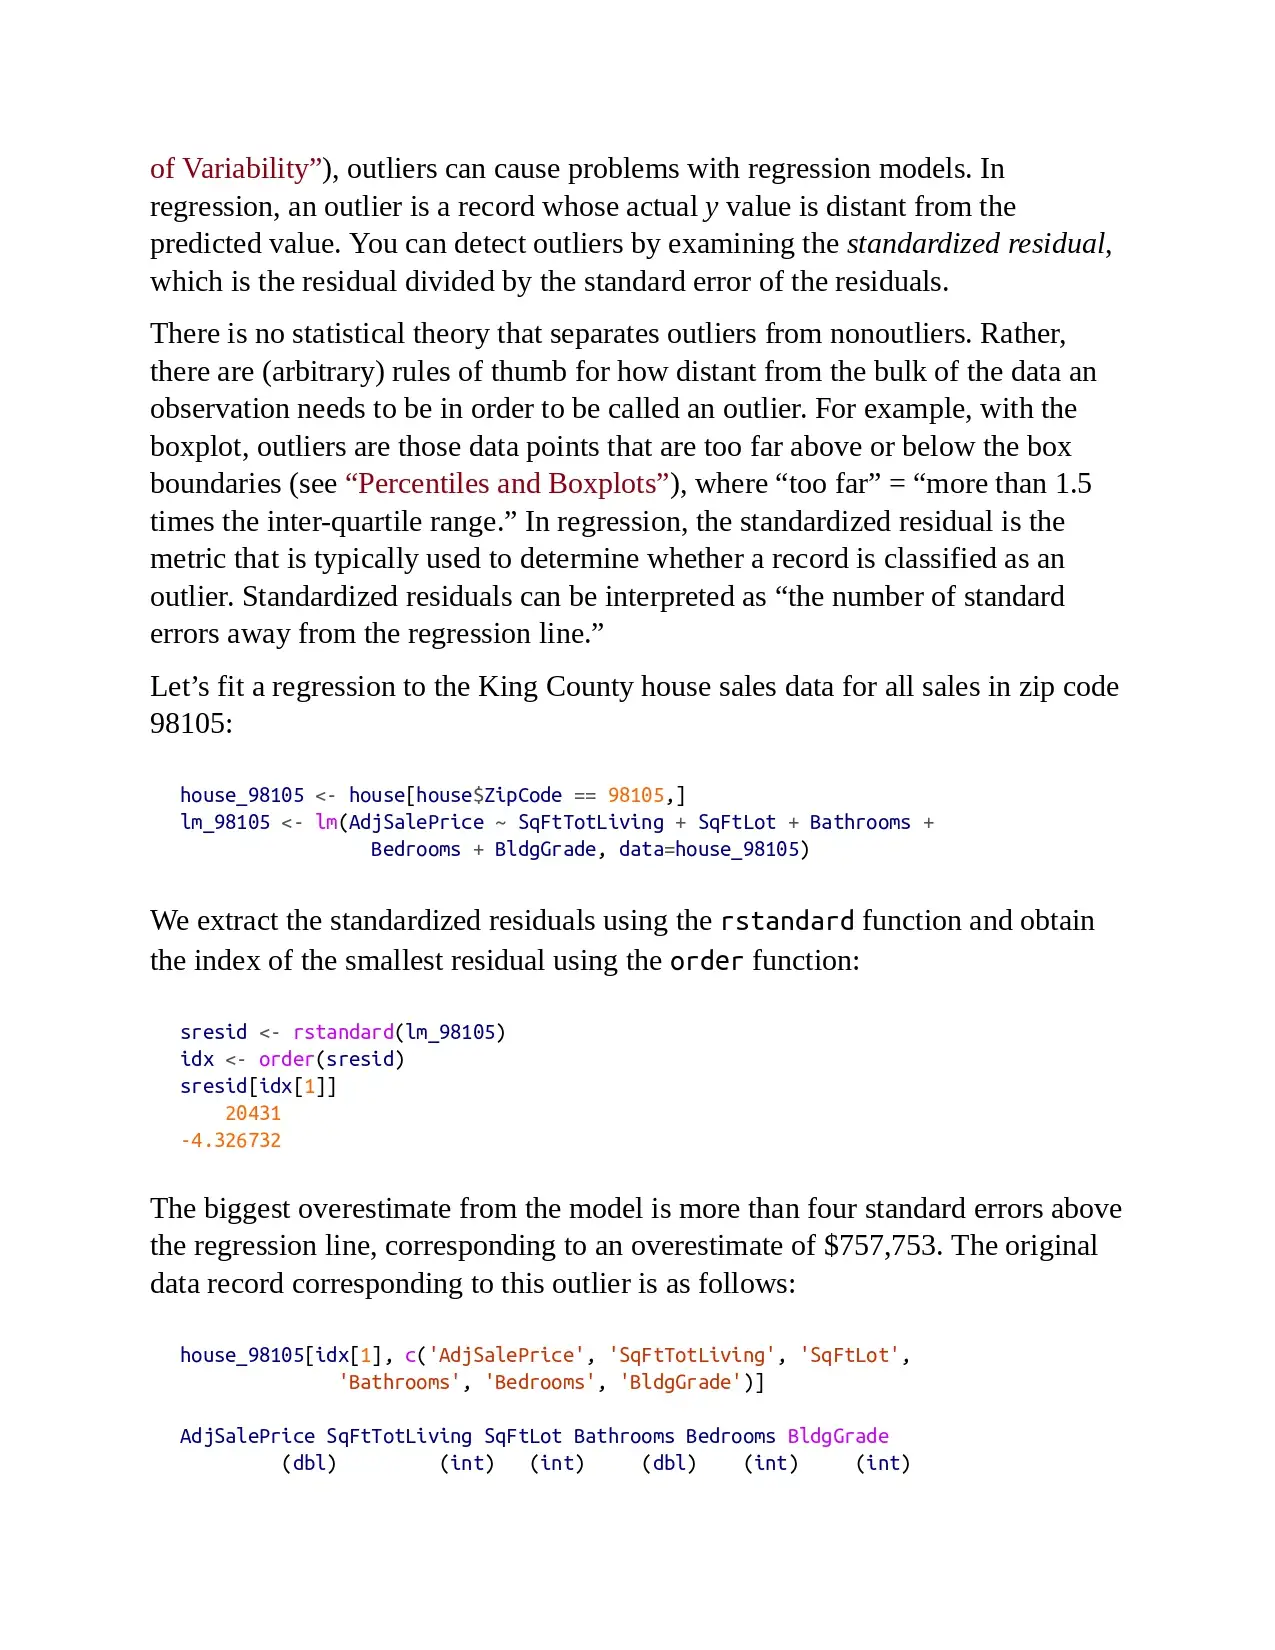 of Variability”), outliers can cause problems with regression models. In
regression, an outlier is a record whose actual y value is distant from the
predicted value. You can detect outliers by examining the standardized residual,
which is the residual divided by the standard error of the residuals.
There is no statistical theory that separates outliers from nonoutliers. Rather,
there are (arbitrary) rules of thumb for how distant from the bulk of the data an
observation needs to be in order to be called an outlier. For example, with the
boxplot, outliers are those data points that are too far above or below the box
boundaries (see “Percentiles and Boxplots”), where “too far” = “more than 1.5
times the inter-quartile range.” In regression, the standardized residual is the
metric that is typically used to determine whether a record is classified as an
outlier. Standardized residuals can be interpreted as “the number of standard
errors away from the regression line.”
Let’s fit a regression to the King County house sales data for all sales in zip code
98105:
house_98105 <- house[house$ZipCode == 98105,]
lm_98105 <- lm(AdjSalePrice ~ SqFtTotLiving + SqFtLot + Bathrooms +
Bedrooms + BldgGrade, data=house_98105)
We extract the standardized residuals using the rstandard function and obtain
the index of the smallest residual using the order function:
sresid <- rstandard(lm_98105)
idx <- order(sresid)
sresid[idx[1]]
20431
-4.326732
The biggest overestimate from the model is more than four standard errors above
the regression line, corresponding to an overestimate of $757,753. The original
data record corresponding to this outlier is as follows:
house_98105[idx[1], c('AdjSalePrice', 'SqFtTotLiving', 'SqFtLot',
'Bathrooms', 'Bedrooms', 'BldgGrade')]
AdjSalePrice SqFtTotLiving SqFtLot Bathrooms Bedrooms BldgGrade
(dbl) (int) (int) (dbl) (int) (int)